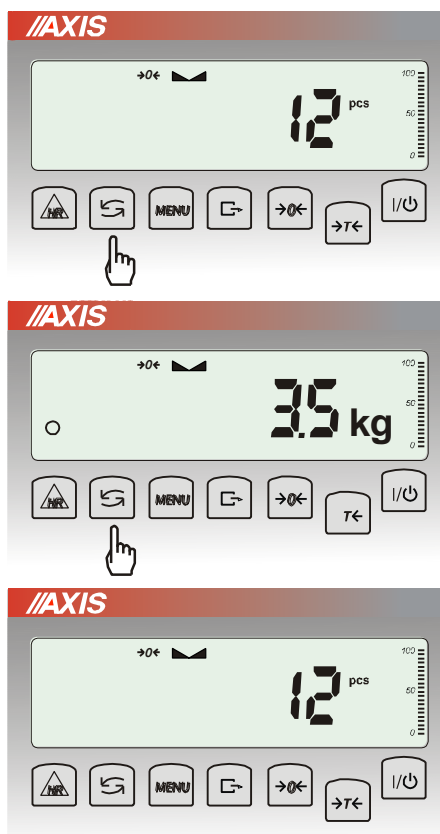 //AXIS
→0← 100
12 pcs 50
0
HR MENU →0← →T← I/⏻
//AXIS
→0← 100
3.5 kg 50
0
HR MENU →0← T← I/⏻
//AXIS
→0← 100
12 pcs 50
0
HR MENU →0← →T← I/⏻